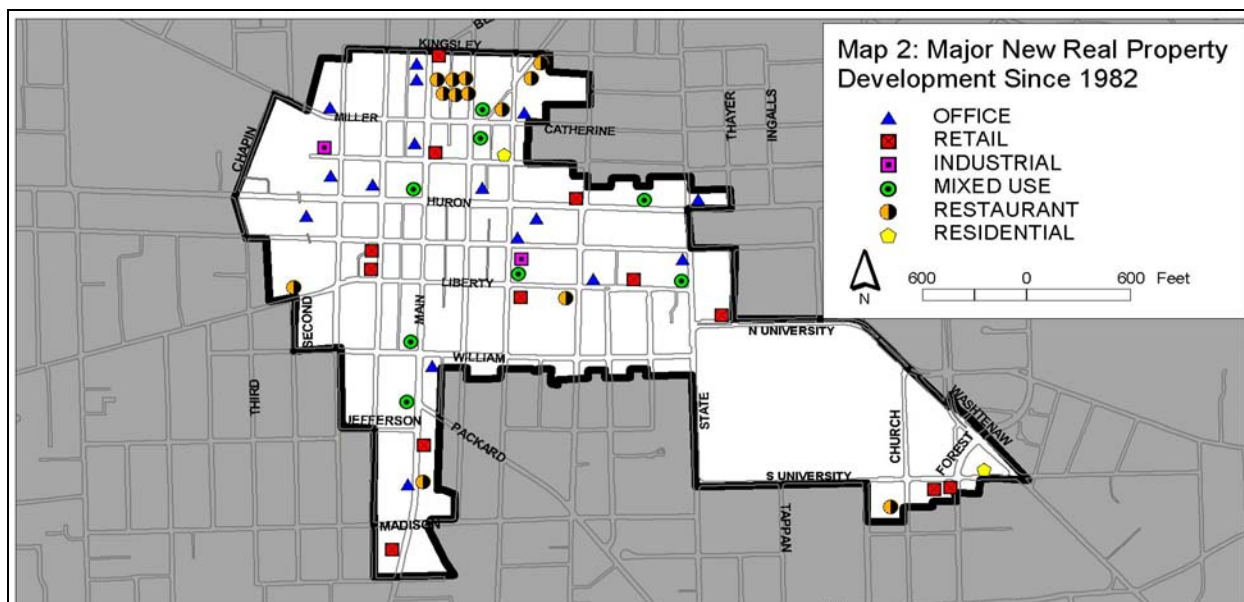 KINGSLEY
Map 2: Major New Real Property
Development Since 1982
OFFICE
RETAIL
INDUSTRIAL
MIXED USE
RESTAURANT
RESIDENTIAL
N
600 0 600 Feet
MILLER
CATHERINE
THAYER
INGALLS
CHAPIN
HURON
LIBERTY
SECOND
MAIN
N UNIVERSITY
WILLIAM
THIRD
JEFFERSON
PACKARD
STATE
CHURCH
FOREST
WASHTENAW
S UNIVERSITY
TAPPAN
MADISON